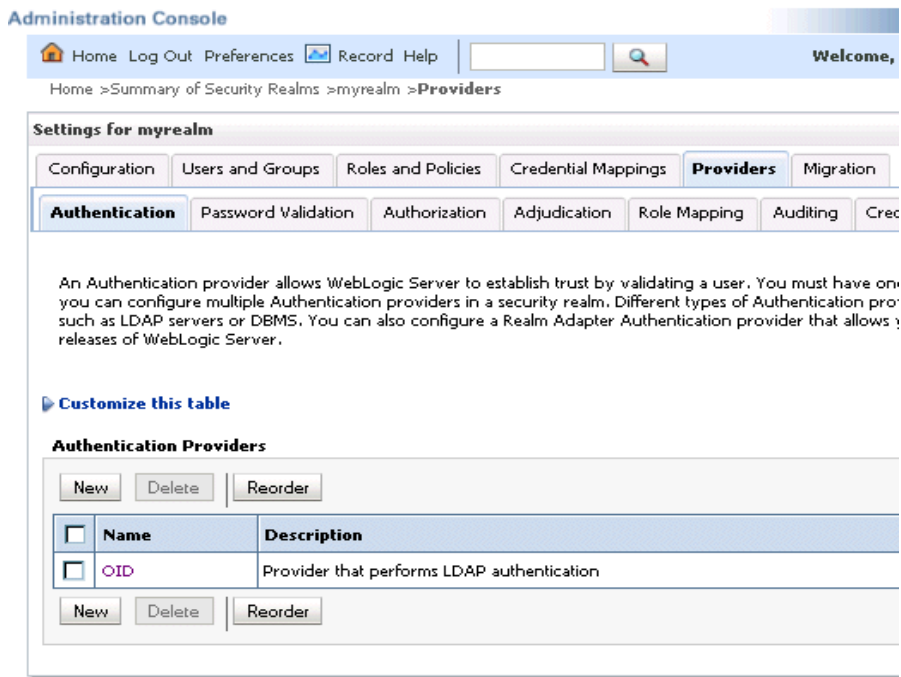 Administration Console
Home Log Out Preferences Record Help
Welcome,
Home >Summary of Security Realms >myrealm >Providers
Settings for myrealm
Configuration Users and Groups Roles and Policies Credential Mappings Providers Migration
Authentication Password Validation Authorization Adjudication Role Mapping Auditing
An Authentication provider allows WebLogic Server to establish trust by validating a user. You must have
you can configure multiple Authentication providers in a security realm. Different types of Authentication
such as LDAP servers or DBMS. You can also configure a Realm Adapter Authentication provider that allows
releases of WebLogic Server.
Customize this table
Authentication Providers
New Delete Reorder
Name Description
OID Provider that performs LDAP authentication
New Delete Reorder